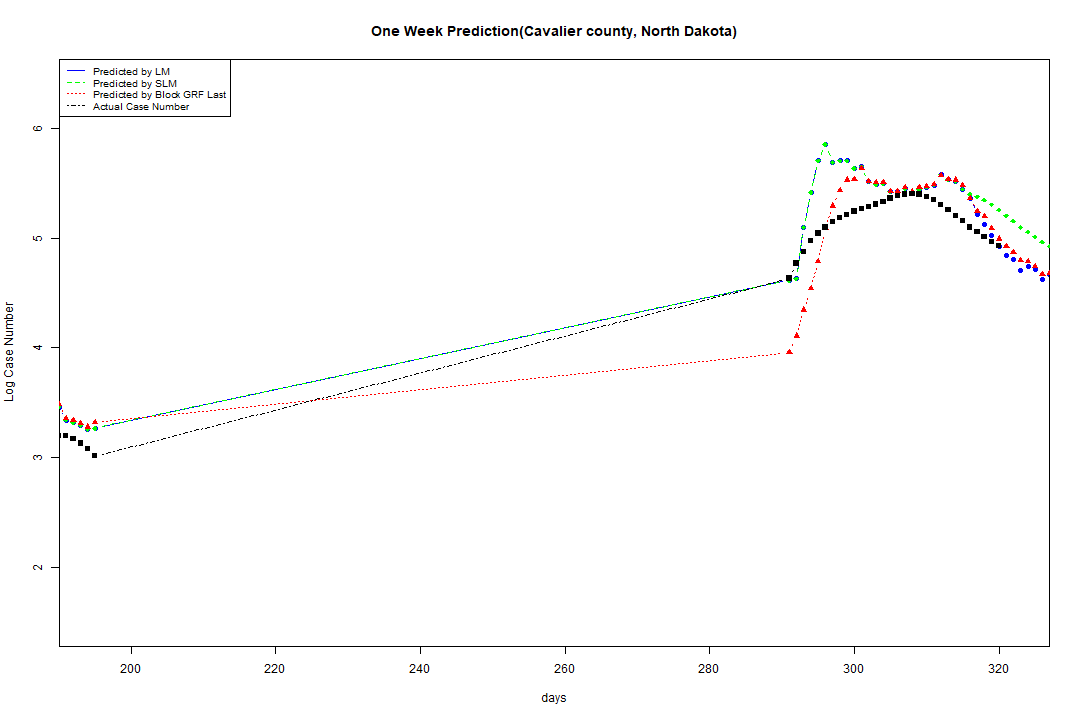 One Week Prediction(Cavalier county, North Dakota)
Predicted by LM
Predicted by SLM
Predicted by Block GRF Last
Actual Case Number
6
5
4
3
2
Log Case Number
200 220 240 260 280 300 320
days